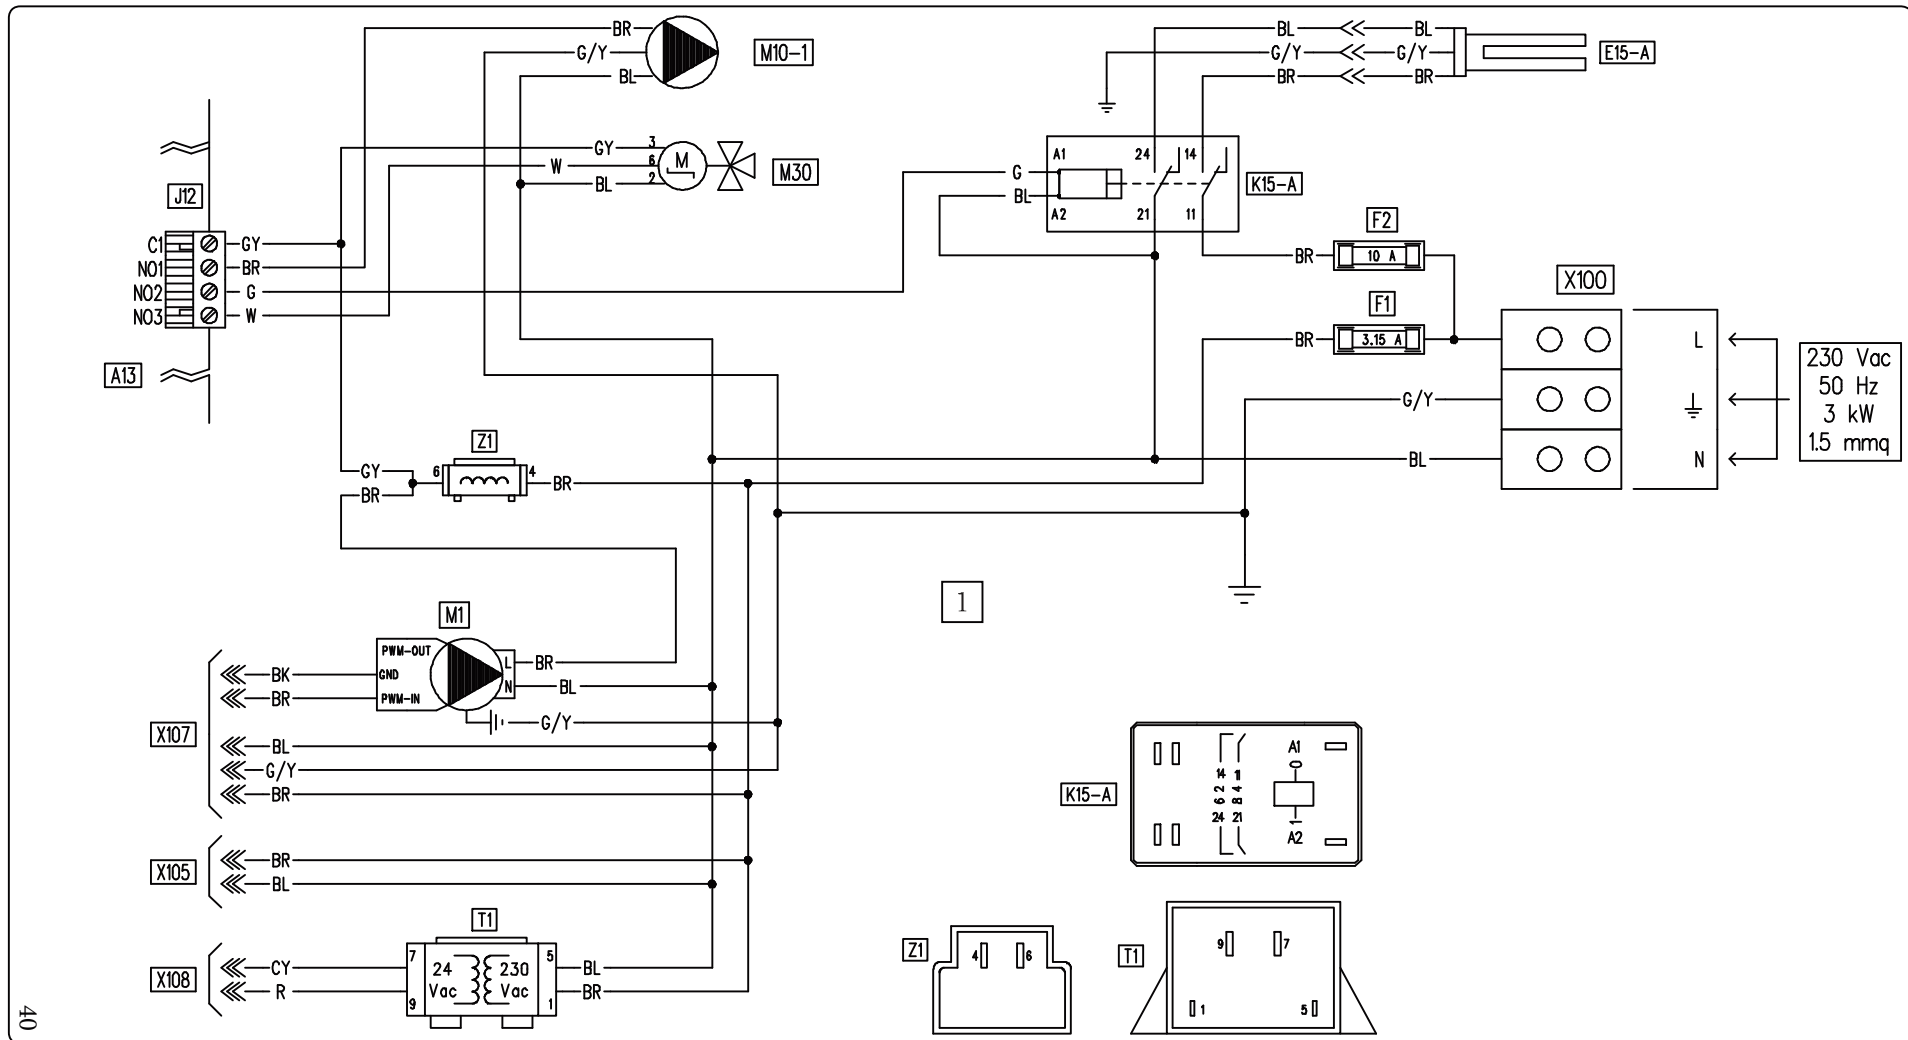 BR
G/Y
BL
M10-1
BL BL
G/Y G/Y
BR BR
E15-A
GY 3
W 6
BL 2
M
M30
A1 24 14
G
BL
A2 21 11
K15-A
J12
C1 GY
NO1 BR
NO2 G
NO3 W
A13
F2
BR 10 A
F1
BR 3.15 A
X100
L
G/Y
BL N
230 Vac
50 Hz
3 kW
1.5 mmq
Z1
GY 6 4
BR BR
1
M1
PWM-OUT
GND
PWM-IN
L BR
N BL
G/Y
X107
BK
BR
BL
G/Y
BR
X105
BR
BL
T1
X108
CY 7 24 Vac 230 Vac 5 BL
R 9 1 BR
K15-A
14 11
2 4
6 8
24 21
A1
0
1
A2
Z1
4 6
T1
9 7
1 5
40